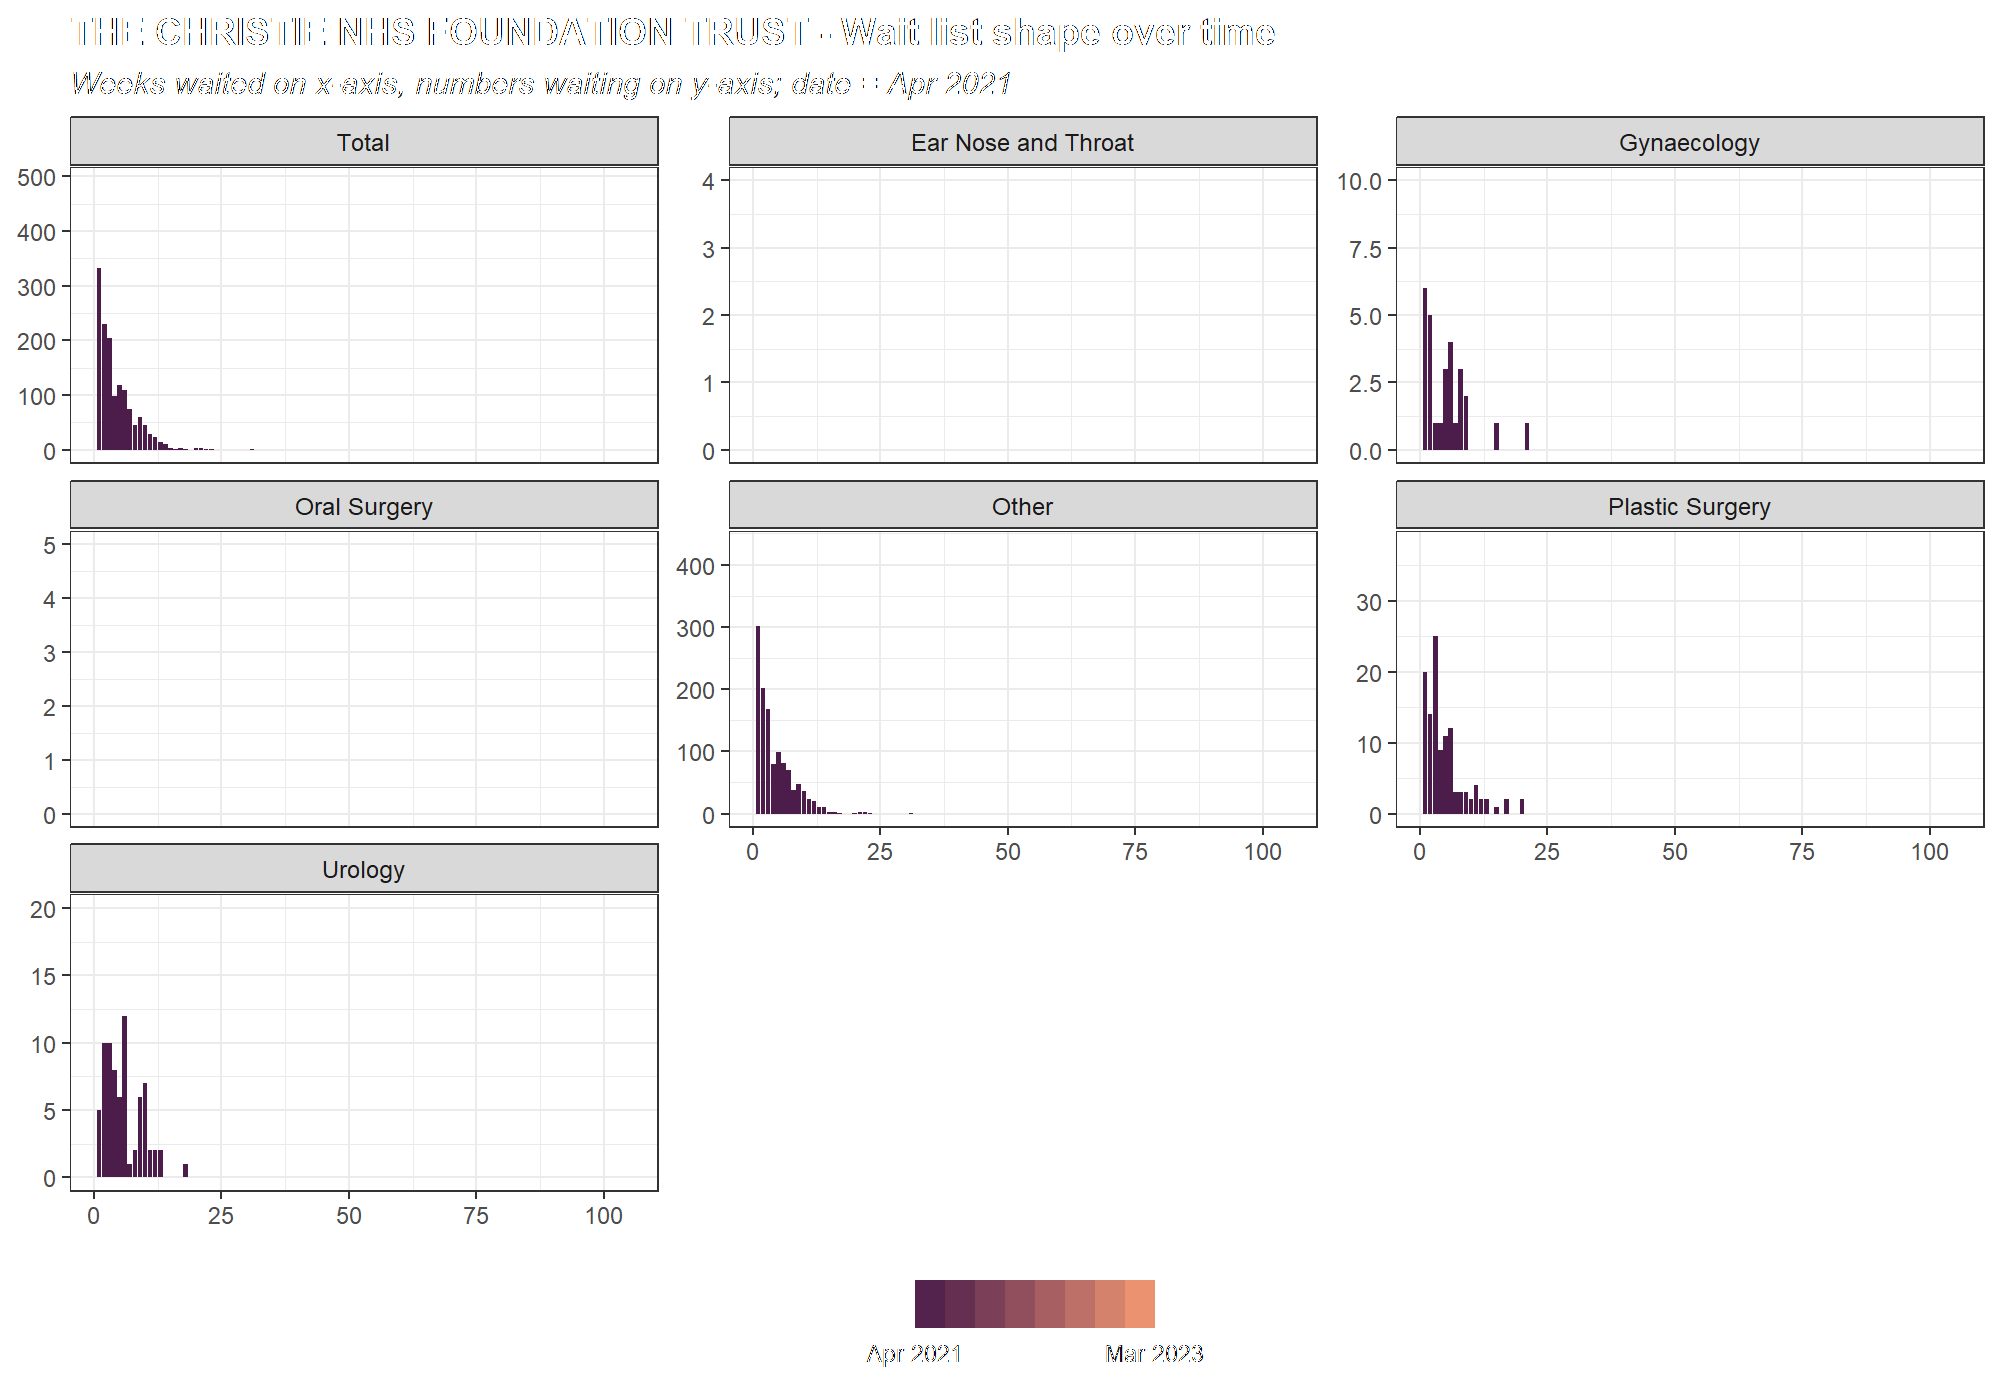 THE CHRISTIE NHS FOUNDATION TRUST - Wait list shape over time
Weeks waited on x-axis, numbers waiting on y-axis; date = Apr 2021
Total
500
400
300
200
100
0
Ear Nose and Throat
4
3
2
1
0
Gynaecology
10.0
7.5
5.0
2.5
0.0
Oral Surgery
5
4
3
2
1
0
Other
400
300
200
100
0
0 25 50 75 100
Plastic Surgery
30
20
10
0
0 25 50 75 100
Urology
20
15
10
5
0
0 25 50 75 100
Apr 2021 Mar 2023